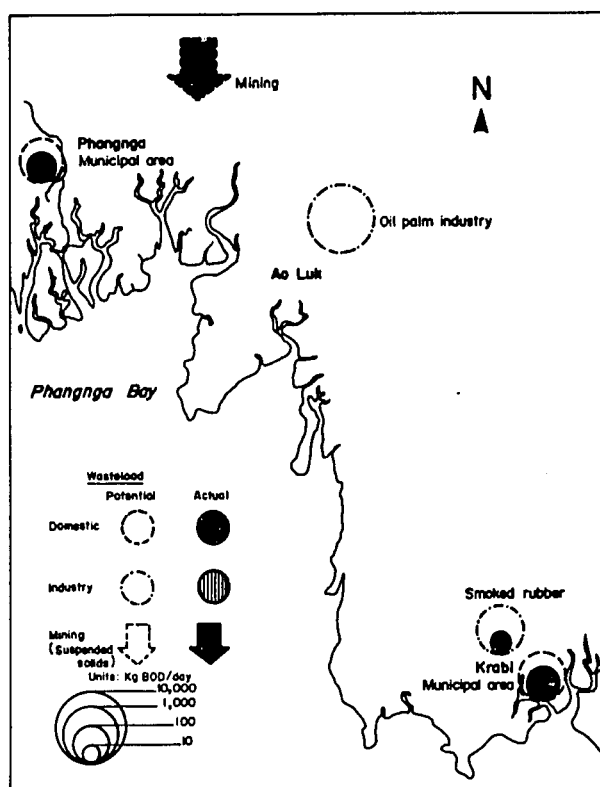 Mining
N
Phangnga
Municipal area
Oil palm industry
Ao Luk
Phangnga Bay
Wasteload
Potential Actual
Domestic
Industry
Mining
(Suspended
solids)
Units: Kg BOD/day
10,000
1,000
100
10
Smoked rubber
Krabi
Municipal area